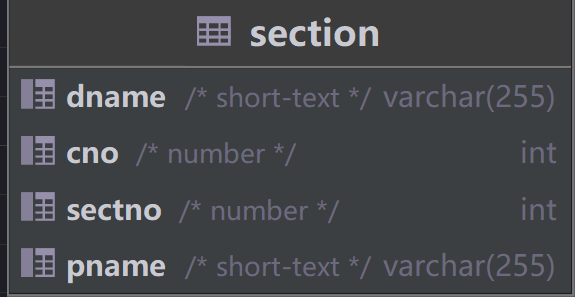 section
dname /* short-text */ varchar(255)
cno /* number */ int
sectno /* number */ int
pname /* short-text */ varchar(255)